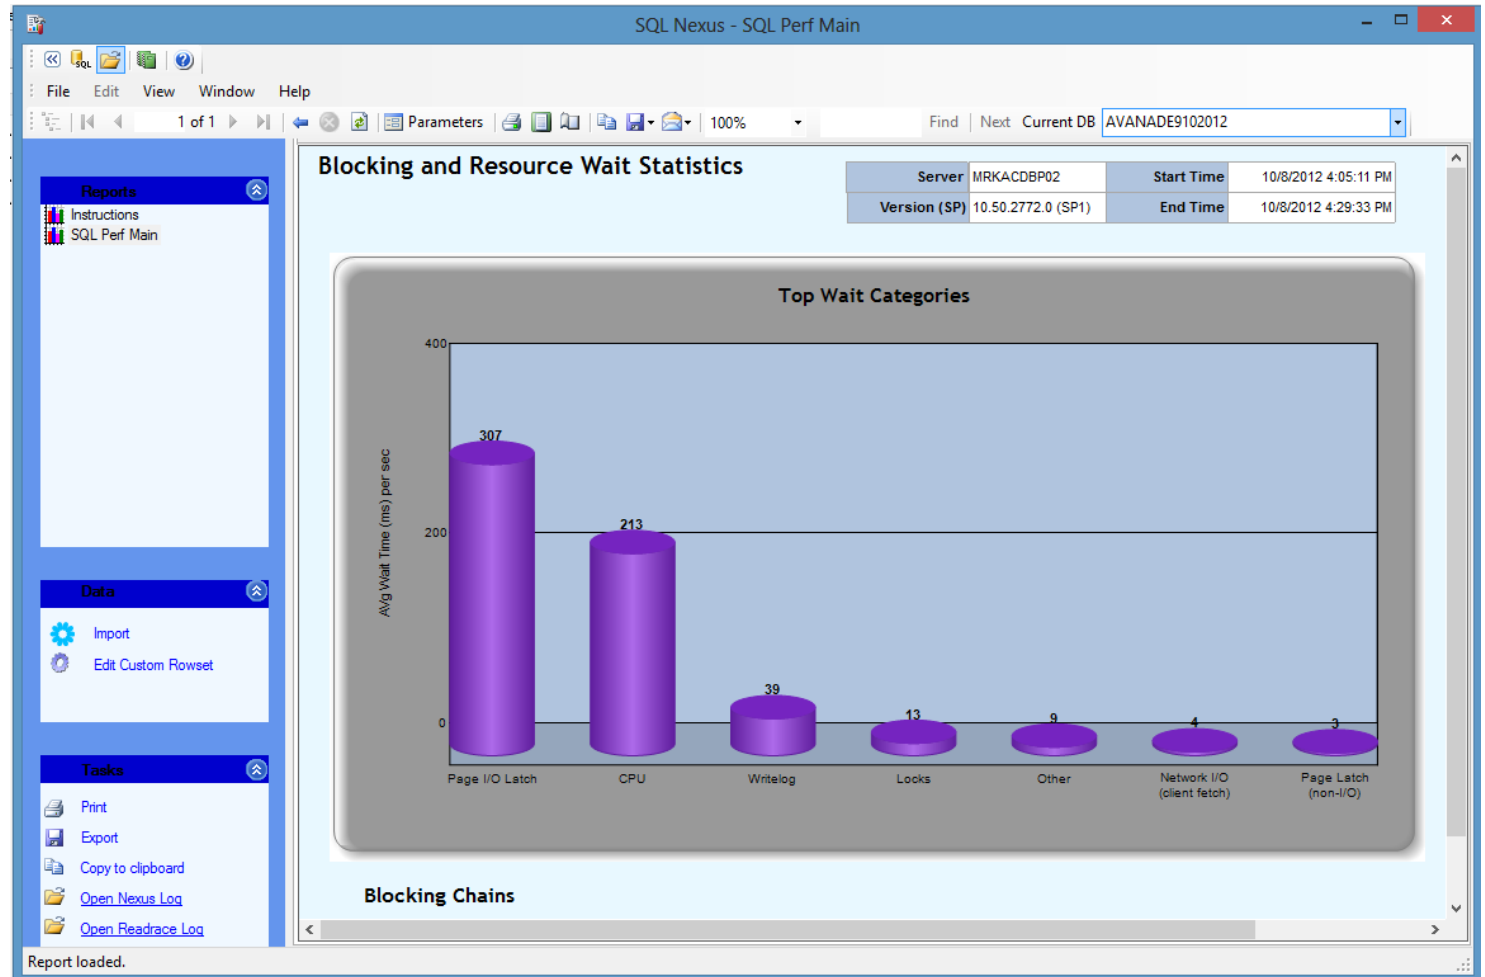 SQL Nexus - SQL Perf Main
SQL
File Edit View Window Help
1 of 1 Parameters 100% Find Next Current DB AVANADE9102012
Reports
Instructions
SQL Perf Main
Data
Import
Edit Custom Rowset
Tasks
Print
Export
Copy to clipboard
Open Nexus Log
Open Readrace Log
Blocking and Resource Wait Statistics
Server MRKACDBP02 Start Time 10/8/2012 4:05:11 PM
Version (SP) 10.50.2772.0 (SP1) End Time 10/8/2012 4:29:33 PM
Top Wait Categories
AVg Wait Time (ms) per sec
400
200
0
307
213
39
13
9
4
3
Page I/O Latch
CPU
Writelog
Locks
Other
Network I/O
(client fetch)
Page Latch
(non-I/O)
Blocking Chains
Report loaded.